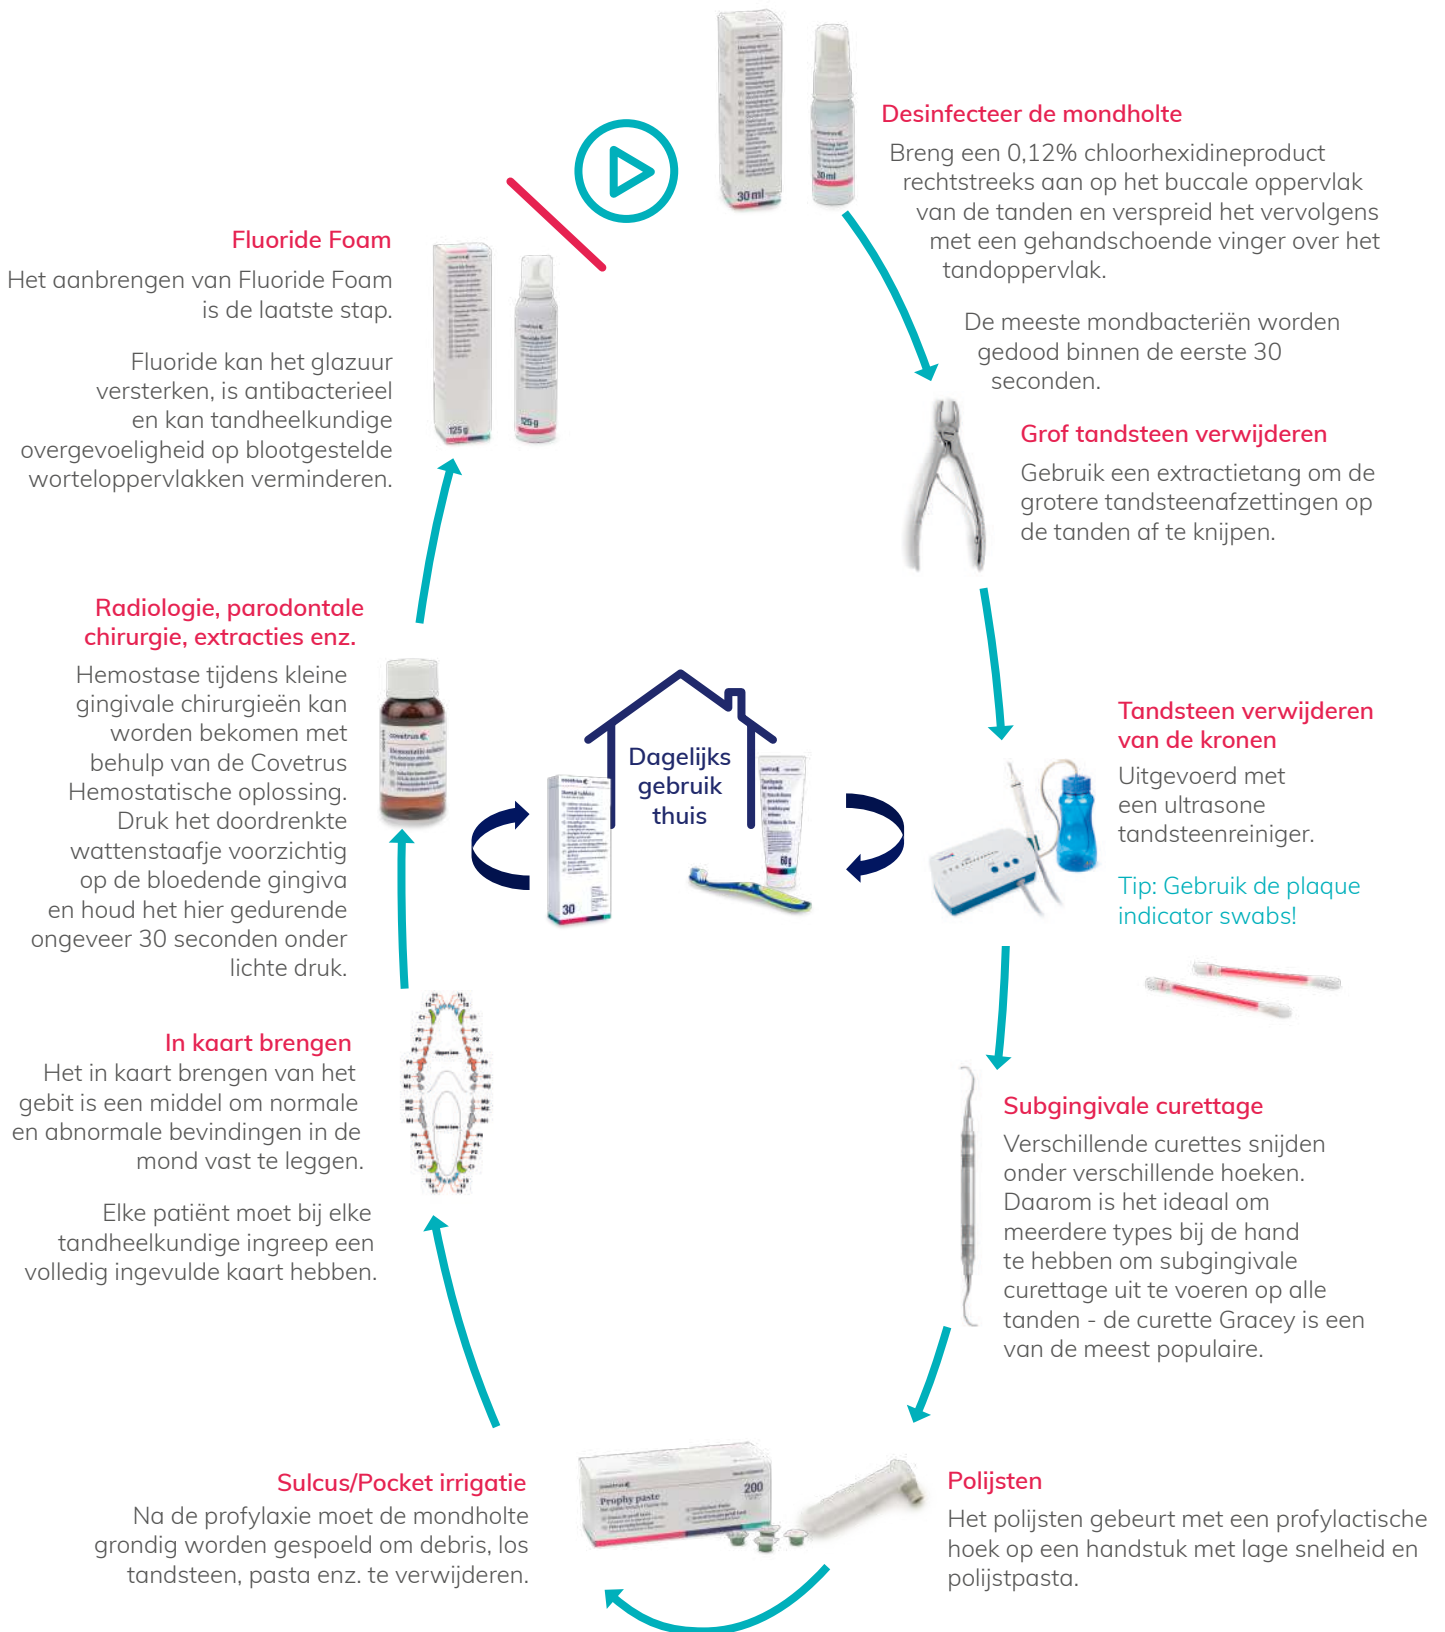 30 ml
30 ml
Desinfecteer de mondholte
Breng een 0,12% chloorhexidineproduct
rechtstreeks aan op het buccale oppervlak
van de tanden en verspreid het vervolgens
met een gehandschoende vinger over het
tandoppervlak.
De meeste mondbacteriën worden
gedood binnen de eerste 30
seconden.
Grof tandsteen verwijderen
Gebruik een extractietang om de
grotere tandsteenafzettingen op
de tanden af te knijpen.
Tandsteen verwijderen
van de kronen
Uitgevoerd met
een ultrasone
tandsteenreiniger.
Tip: Gebruik de plaque
indicator swabs!
Subgingivale curettage
Verschillende curettes snijden
onder verschillende hoeken.
Daarom is het ideaal om
meerdere types bij de hand
te hebben om subgingivale
curettage uit te voeren op alle
tanden - de curette Gracey is een
van de meest populaire.
Polijsten
Het polijsten gebeurt met een profylactische
hoek op een handstuk met lage snelheid en
polijstpasta.
covetrus
Prophy paste
200
Sulcus/Pocket irrigatie
Na de profylaxie moet de mondholte
grondig worden gespoeld om debris, los
tandsteen, pasta enz. te verwijderen.
In kaart brengen
Het in kaart brengen van het
gebit is een middel om normale
en abnormale bevindingen in de
mond vast te leggen.
Elke patiënt moet bij elke
tandheelkundige ingreep een
volledig ingevulde kaart hebben.
Radiologie, parodontale
chirurgie, extracties enz.
Hemostase tijdens kleine
gingivale chirurgieën kan
worden bekomen met
behulp van de Covetrus
Hemostatische oplossing.
Druk het doordrenkte
wattenstaafje voorzichtig
op de bloedende gingiva
en houd het hier gedurende
ongeveer 30 seconden onder
lichte druk.
covetrus
Hemostatic solution
Fluoride Foam
Het aanbrengen van Fluoride Foam
is de laatste stap.
Fluoride kan het glazuur
versterken, is antibacterieel
en kan tandheelkundige
overgevoeligheid op blootgestelde
worteloppervlakken verminderen.
Fluoride Foam
125 g
Fluoride Foam
125 g
Dagelijks
gebruik
thuis
Dental tablets
30
60 g